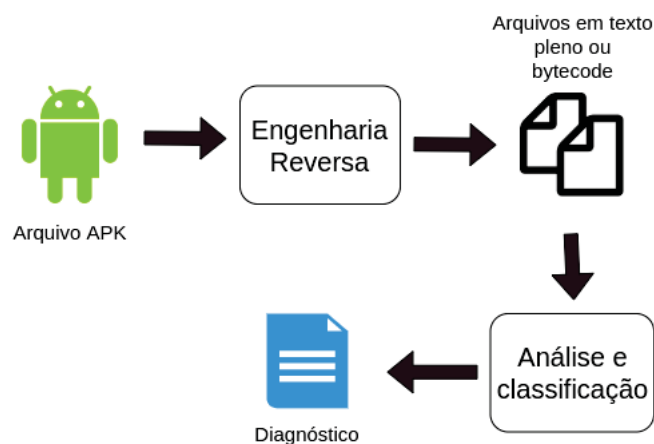 Arquivo APK
Engenharia
Reversa
Arquivos em texto
pleno ou
bytecode
Análise e
classificação
Diagnóstico